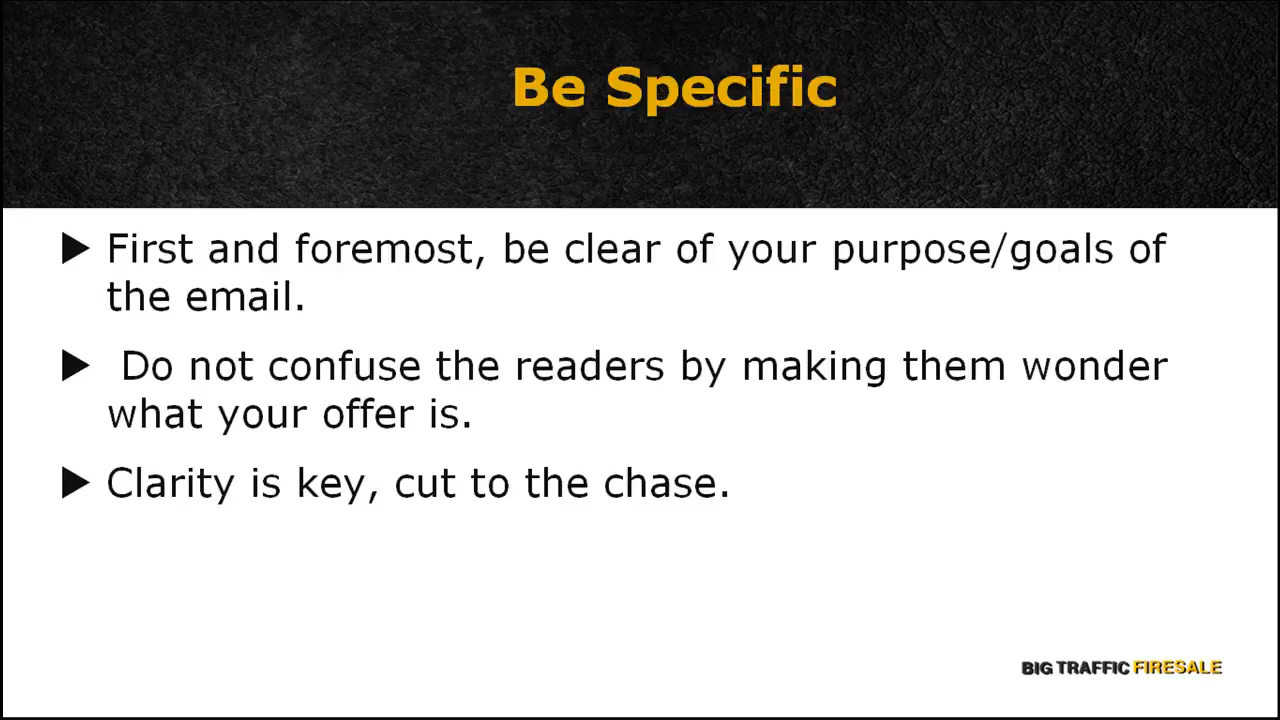 Be Specific
First and foremost, be clear of your purpose/goals of
the email.
Do not confuse the readers by making them wonder
what your offer is.
Clarity is key, cut to the chase.
BIG TRAFFIC FIRESALE